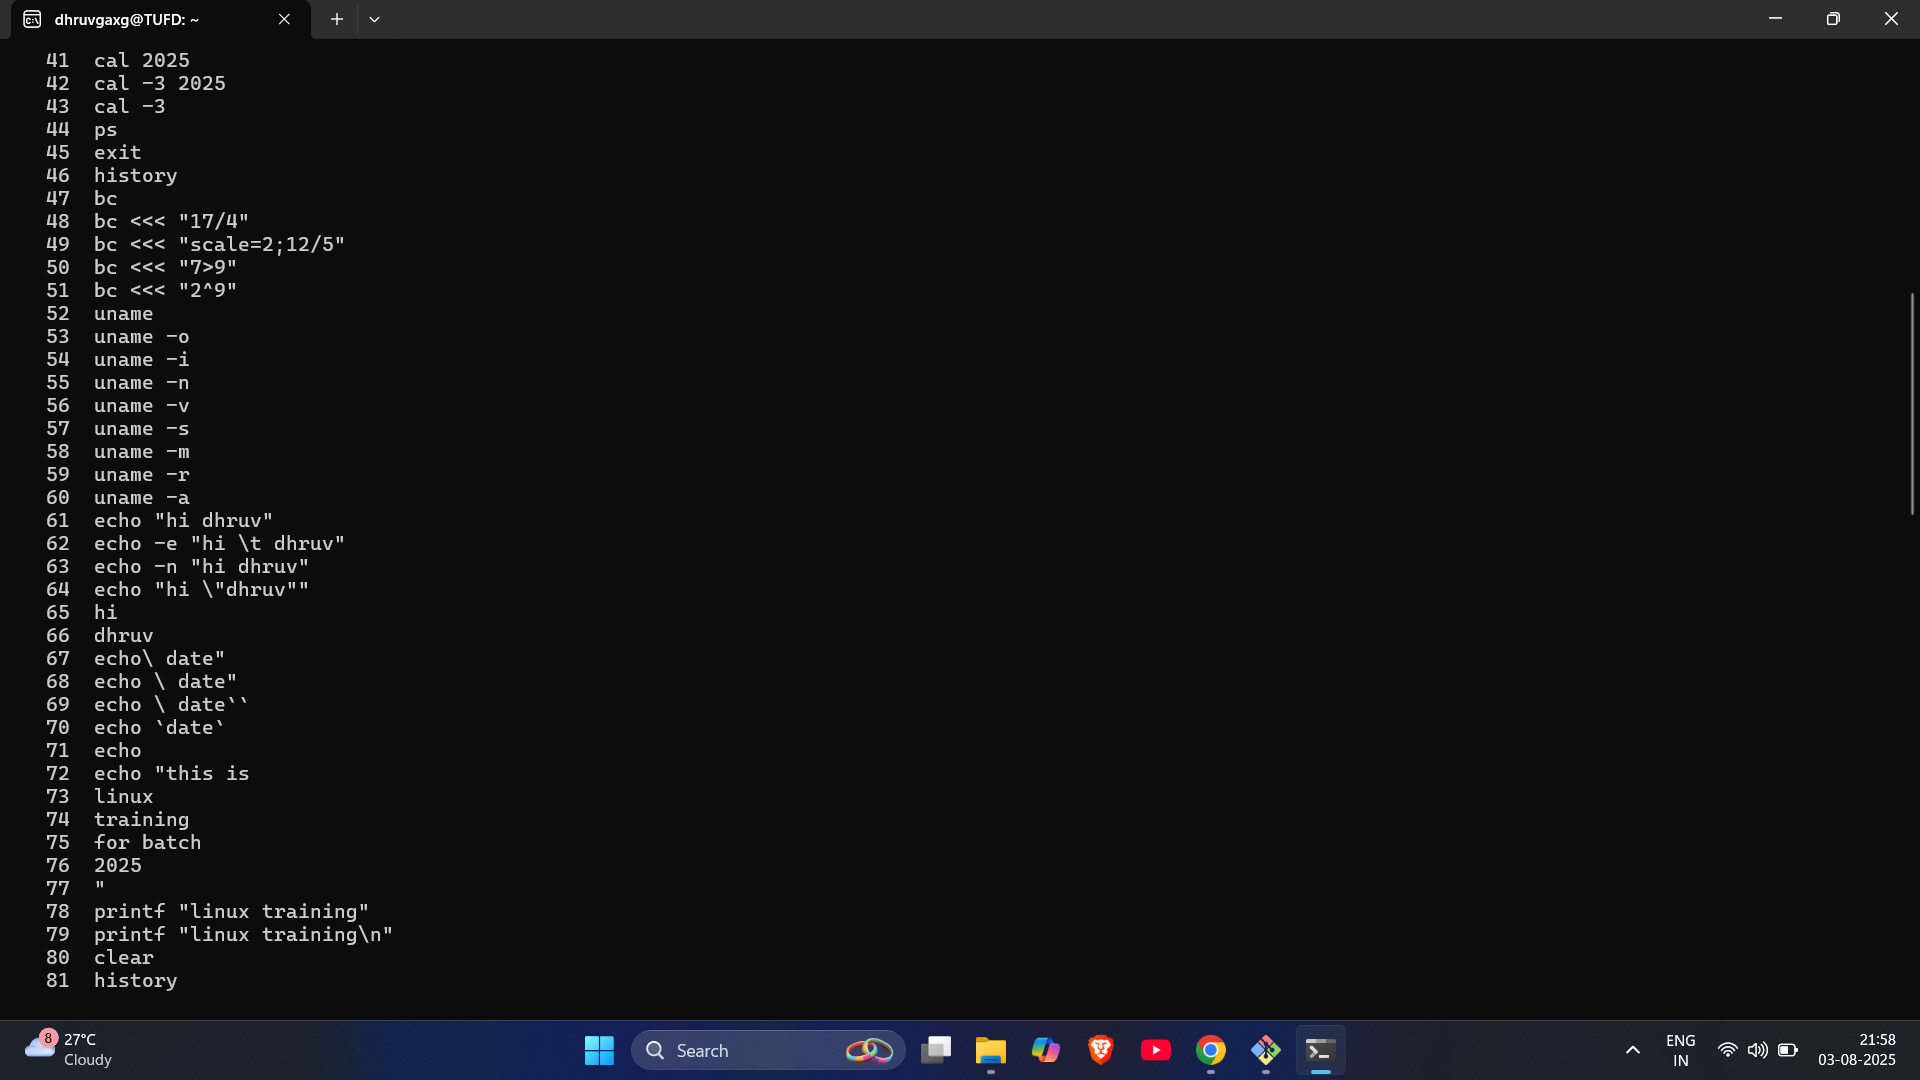 dhruvgaxg@TUFD: ~
41 cal 2025
42 cal -3 2025
43 cal -3
44 ps
45 exit
46 history
47 bc
48 bc <<< "17/4"
49 bc <<< "scale=2;12/5"
50 bc <<< "7>9"
51 bc <<< "2^9"
52 uname
53 uname -o
54 uname -i
55 uname -n
56 uname -v
57 uname -s
58 uname -m
59 uname -r
60 uname -a
61 echo "hi dhruv"
62 echo -e "hi \t dhruv"
63 echo -n "hi dhruv"
64 echo "hi \"dhruv""
65 hi
66 dhruv
67 echo\ date"
68 echo \ date"
69 echo \ date``
70 echo `date`
71 echo
72 echo "this is
73 linux
74 training
75 for batch
76 2025
77 "
78 printf "linux training"
79 printf "linux training\n"
80 clear
81 history
8
27°C
Cloudy
Search
ENG
IN
21:58
03-08-2025